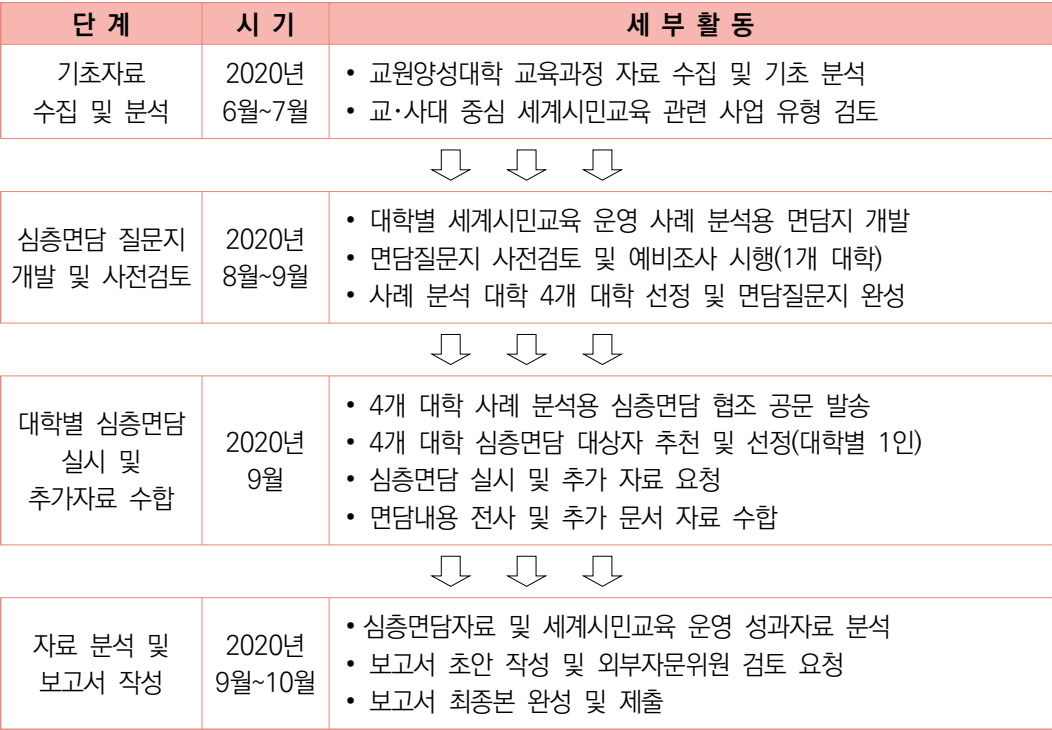 단 계 시 기 세 부 활 동
기초자료
수집 및 분석
2020년
6월~7월
• 교원양성대학 교육과정 자료 수집 및 기초 분석
• 교·사대 중심 세계시민교육 관련 사업 유형 검토
심층면담 질문지
개발 및 사전검토
2020년
8월~9월
• 대학별 세계시민교육 운영 사례 분석용 면담지 개발
• 면담질문지 사전검토 및 예비조사 시행(1개 대학)
• 사례 분석 대학 4개 대학 선정 및 면담질문지 완성
대학별 심층면담
실시 및
추가자료 수합
2020년
9월
• 4개 대학 사례 분석용 심층면담 협조 공문 발송
• 4개 대학 심층면담 대상자 추천 및 선정(대학별 1인)
• 심층면담 실시 및 추가 자료 요청
• 면담내용 전사 및 추가 문서 자료 수합
자료 분석 및
보고서 작성
2020년
9월~10월
• 심층면담자료 및 세계시민교육 운영 성과자료 분석
• 보고서 초안 작성 및 외부자문위원 검토 요청
• 보고서 최종본 완성 및 제출